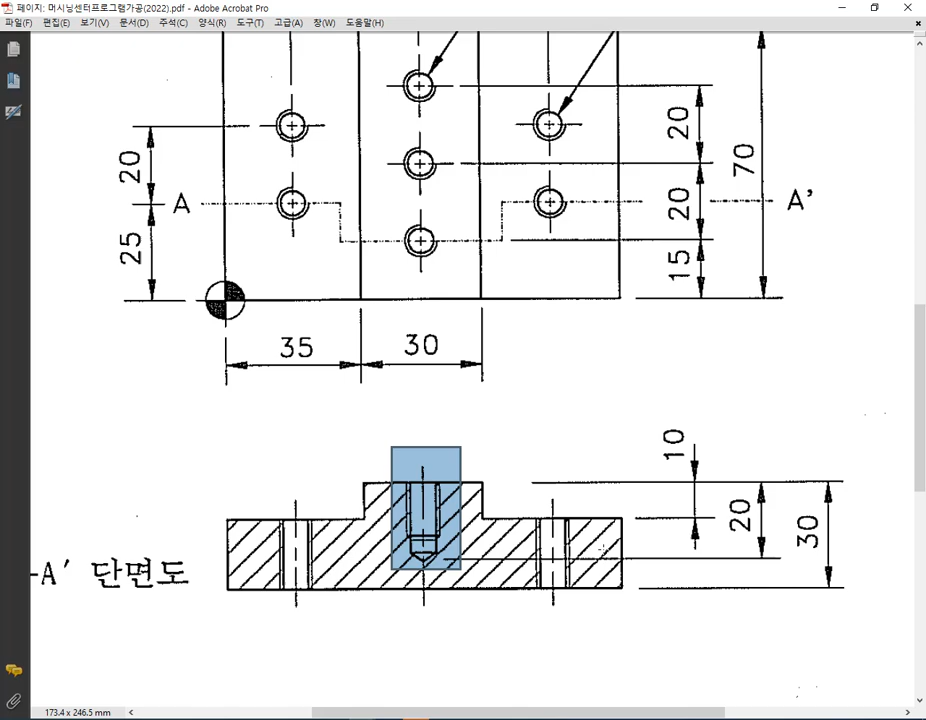 페이지: 머시닝센터프로그램가공(2022).pdf - Adobe Acrobat Pro
파일(F) 편집(E) 보기(V) 문서(D) 주석(C) 양식(R) 도구(T) 고급(A) 창(W) 도움말(H)
20
25
A
A'
20
20
15
70
35
30
10
20
30
-A' 단면도
173.4 x 246.5 mm